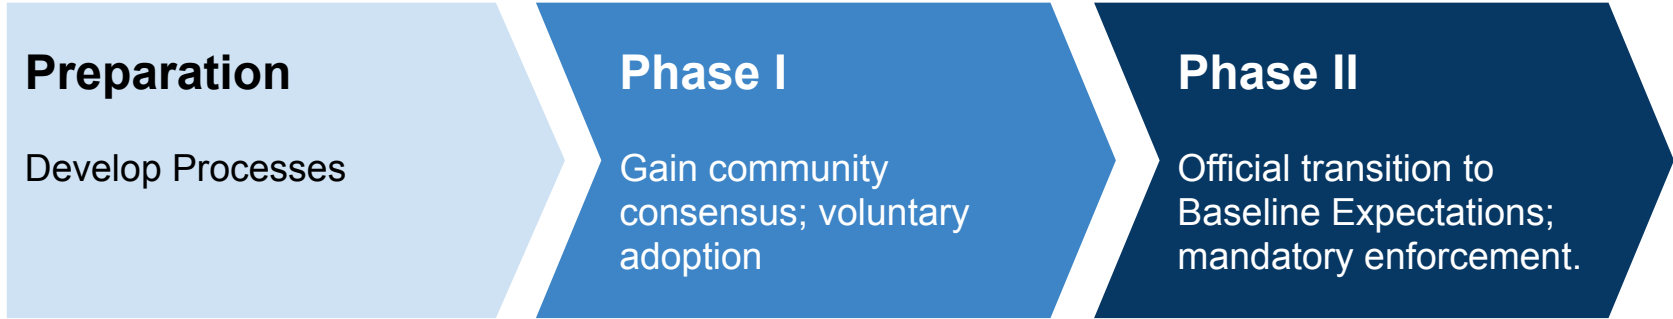 Preparation
Develop Processes
Phase I
Gain community
consensus; voluntary
adoption
Phase II
Official transition to
Baseline Expectations;
mandatory enforcement.